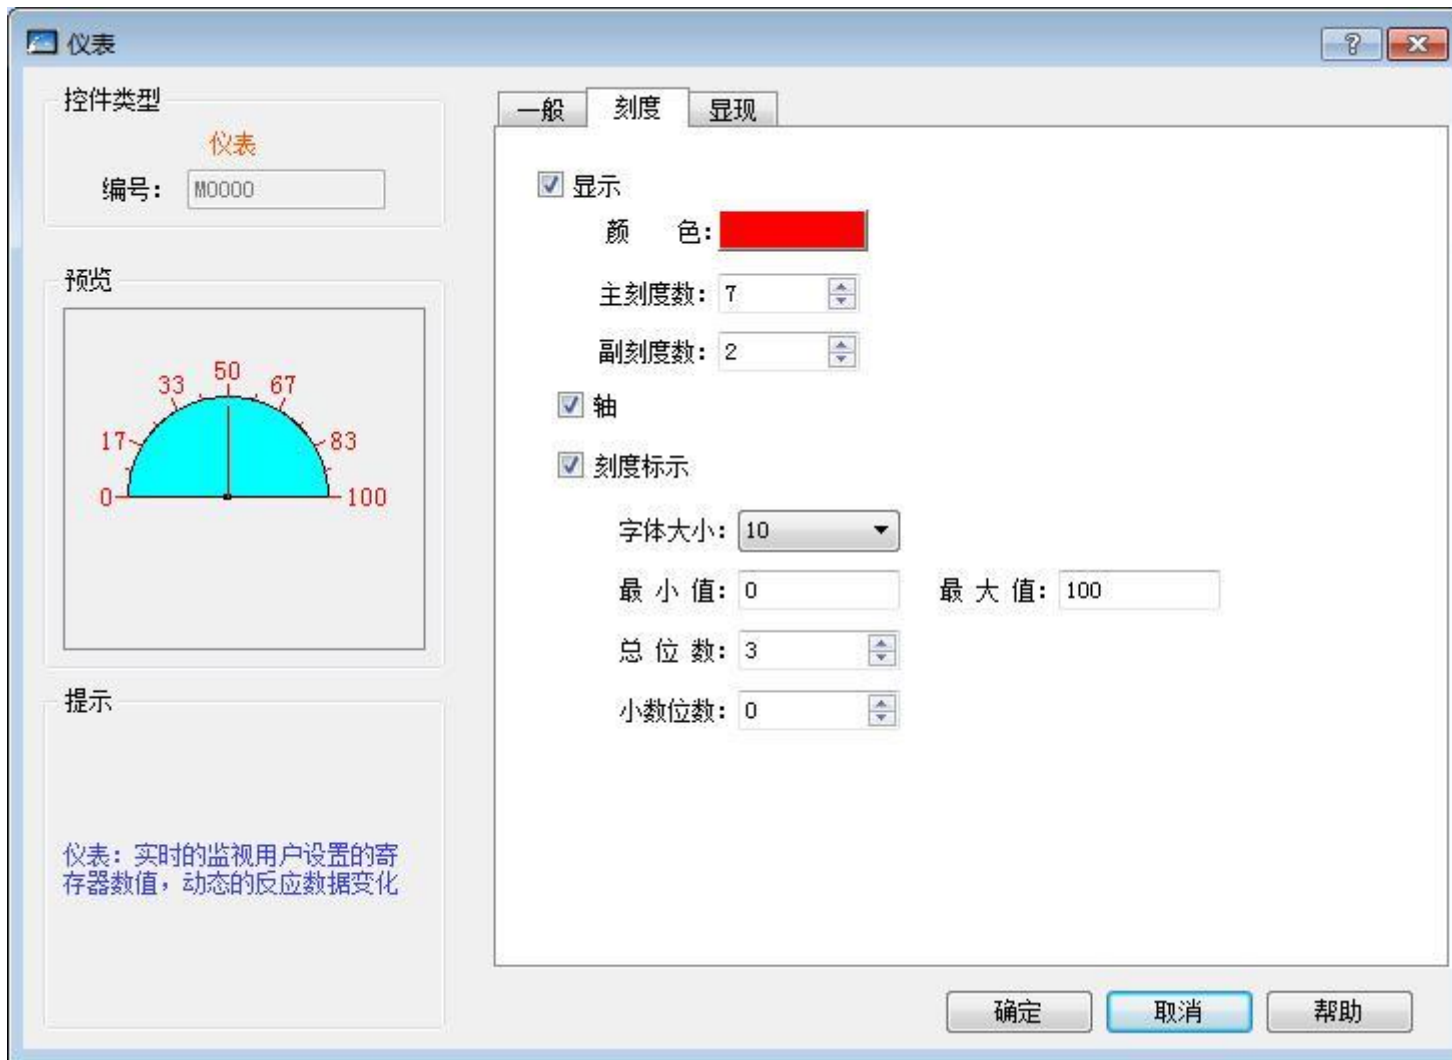 仪表
控件类型
仪表
编号： M0000
预览
0 17 33 50 67 83 100
提示
仪表：实时的监视用户设置的寄
存器数值，动态的反应数据变化
一般 刻度 显现
显示
颜 色：
主刻度数： 7
副刻度数： 2
轴
刻度标示
字体大小： 10
最 小 值： 0 最 大 值： 100
总 位 数： 3
小数位数： 0
确定 取消 帮助